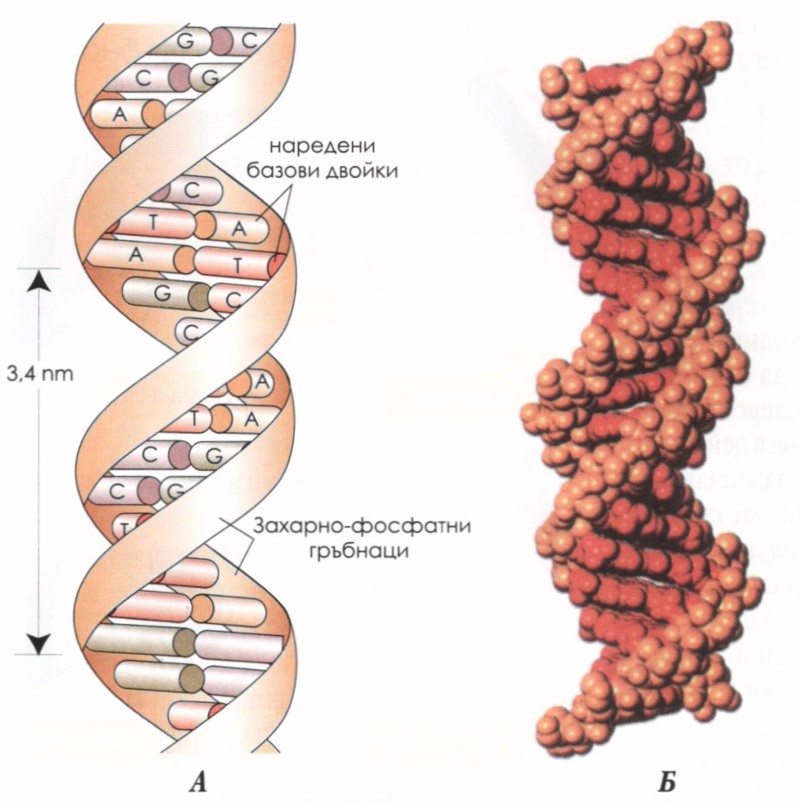 G C
C G
A
наредени
базови двойки
C
T A
A T
G C
C
3,4 nm
A
T A
C G
C G
T
Захарно-фосфатни
гръбнаци
А Б